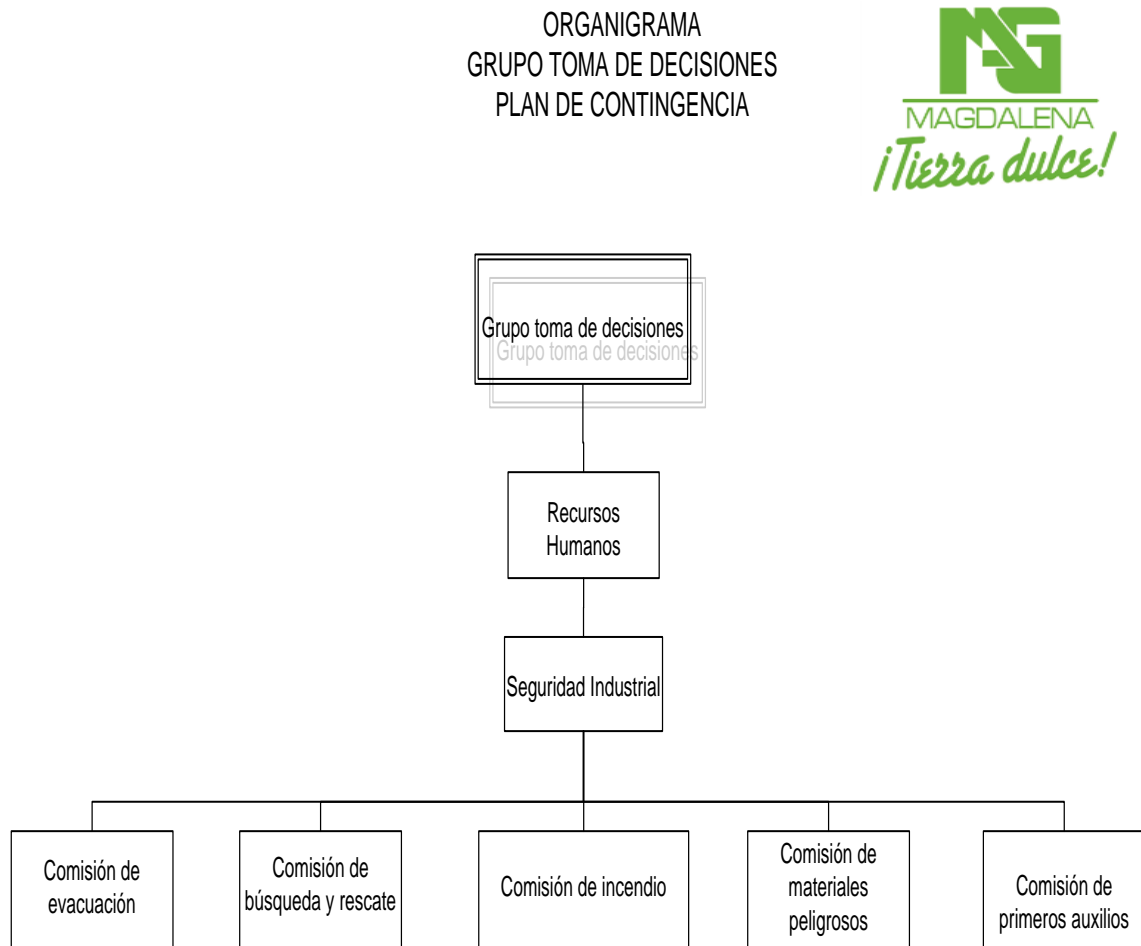 ORGANIGRAMA
GRUPO TOMA DE DECISIONES
PLAN DE CONTINGENCIA
MAG
MAGDALENA
¡Tierra dulce!
Grupo toma de decisiones
Grupo toma de decisiones
Recursos
Humanos
Seguridad Industrial
Comisión de
evacuación
Comisión de
búsqueda y rescate
Comisión de incendio
Comisión de
materiales
peligrosos
Comisión de
primeros auxilios